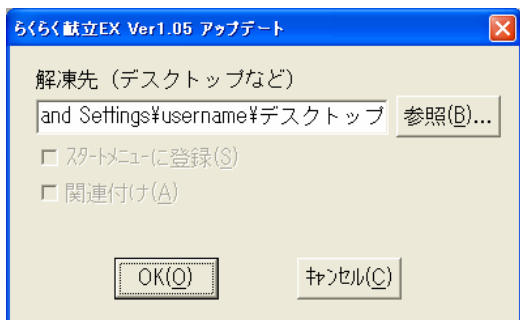 らくらく献立EX Ver1.05 ｱｯﾌﾟﾃﾞｰﾄ
解凍先（デスクトップなど）
and Settings¥username¥デスクトップ 参照(B)...
ｽﾀｰﾄﾒﾆｭｰに登録(S)
関連付け(A)
OK(O) ｷｬﾝｾﾙ(C)